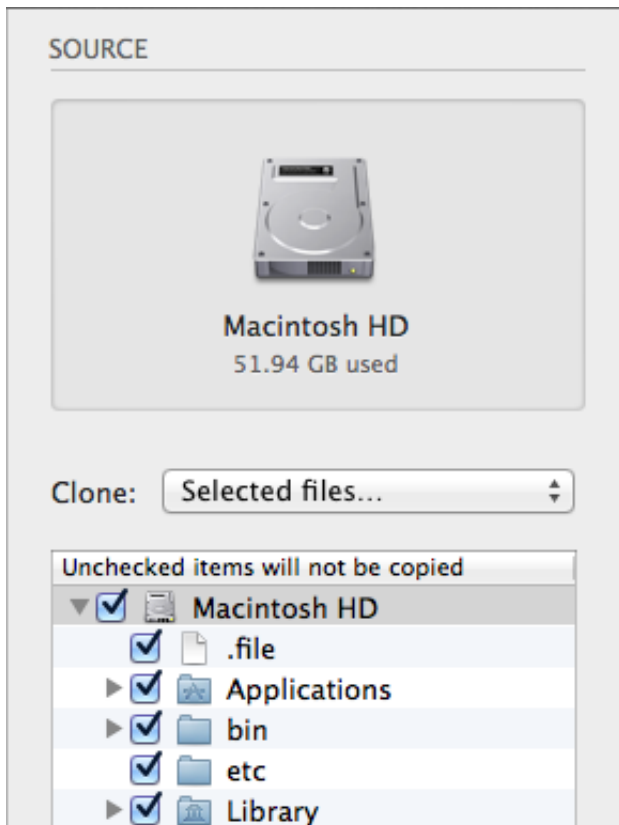 SOURCE
Macintosh HD
51.94 GB used
Clone: Selected files...
Unchecked items will not be copied
Macintosh HD
.file
Applications
bin
etc
Library